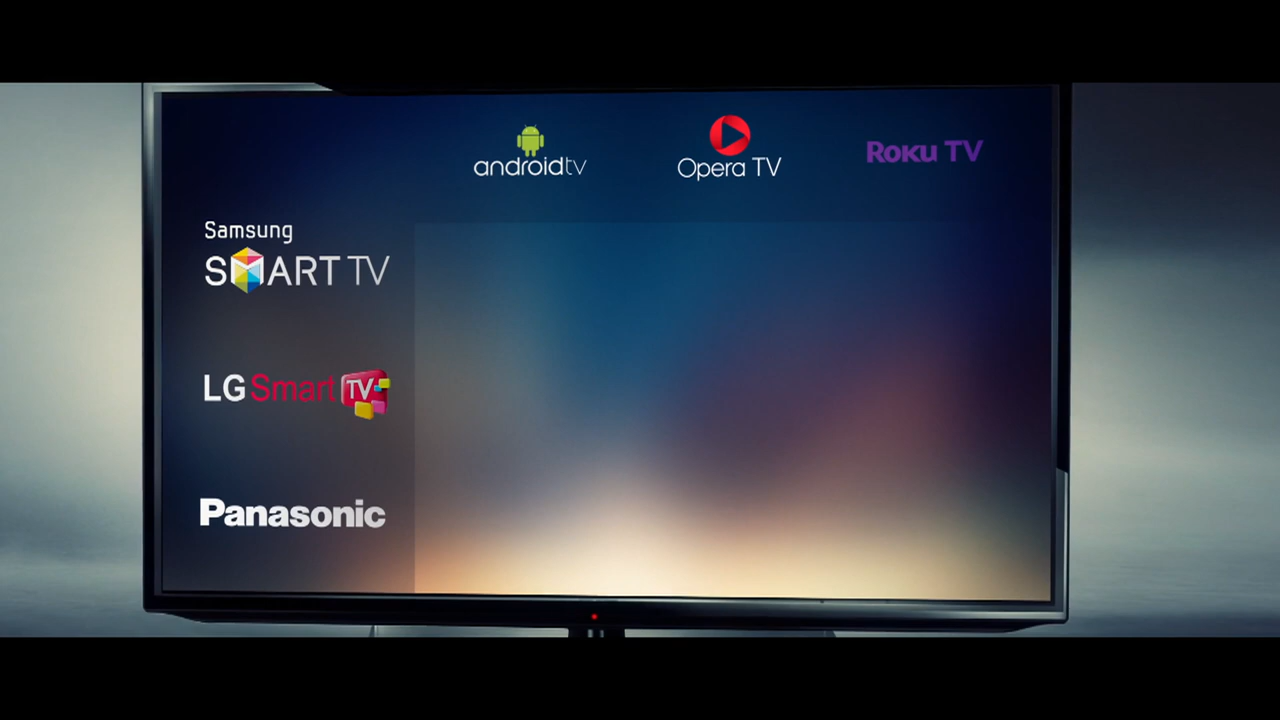 androidtv
Opera TV
Roku TV
Samsung
SMART TV
LG Smart TV
Panasonic